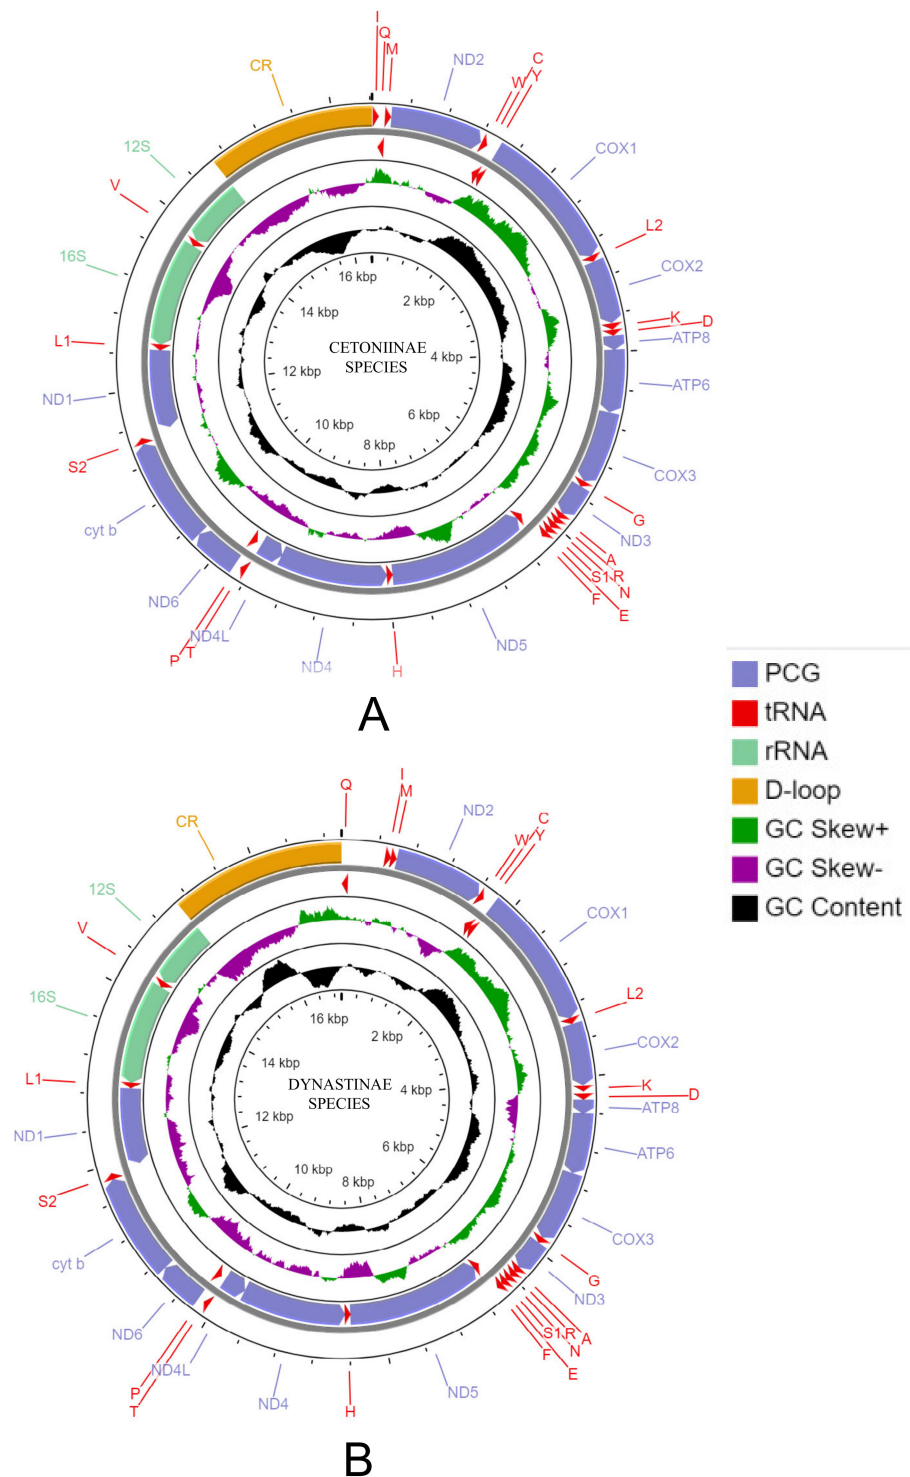 I
Q
M
ND2
C
Y
W
CR
COX1
12S
V
L2
16S
COX2
K
D
ATP8
L1
ATP6
ND1
COX3
S2
G
cyt b
ND3
A
R
S1
N
F
E
ND6
ND4L
P
T
ND5
ND4
H
16 kbp
2 kbp
14 kbp
CETONIINAE
SPECIES
4 kbp
12 kbp
6 kbp
10 kbp
8 kbp
A
PCG
tRNA
rRNA
D-loop
GC Skew+
GC Skew-
GC Content
Q
I
M
ND2
C
Y
W
CR
COX1
12S
V
L2
16S
COX2
L1
K
D
ATP8
ND1
ATP6
S2
COX3
cyt b
G
ND3
S1
R
A
N
F
E
ND6
ND4L
P
T
ND5
ND4
H
16 kbp
2 kbp
14 kbp
DYNASTINAE
SPECIES
4 kbp
12 kbp
6 kbp
10 kbp
8 kbp
B